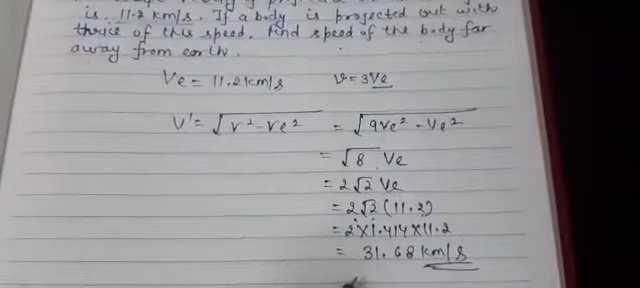 is 11.2 km/s. If a body is projected out with
thrice of this speed. Find speed of the body far
away from earth.
Ve = 11.2 km/s v = 3Ve
V' = √v² - ve² = √9ve² - Ve²
= √8 Ve
= 2√2 Ve
= 2√2 (11.2)
= 2×1.414×11.2
= 31.68 km/s